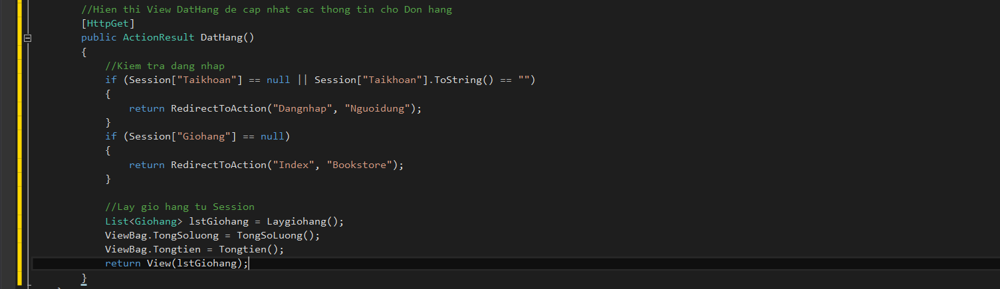 //Hien thi View DatHang de cap nhat cac thong tin cho Don hang
[HttpGet]
public ActionResult DatHang()
{
//Kiem tra dang nhap
if (Session["Taikhoan"] == null || Session["Taikhoan"].ToString() == "")
{
return RedirectToAction("Dangnhap", "Nguoidung");
}
if (Session["Giohang"] == null)
{
return RedirectToAction("Index", "Bookstore");
}
//Lay gio hang tu Session
List<Giohang> lstGiohang = Laygiohang();
ViewBag.TongSoluong = TongSoLuong();
ViewBag.Tongtien = Tongtien();
return View(lstGiohang);
}